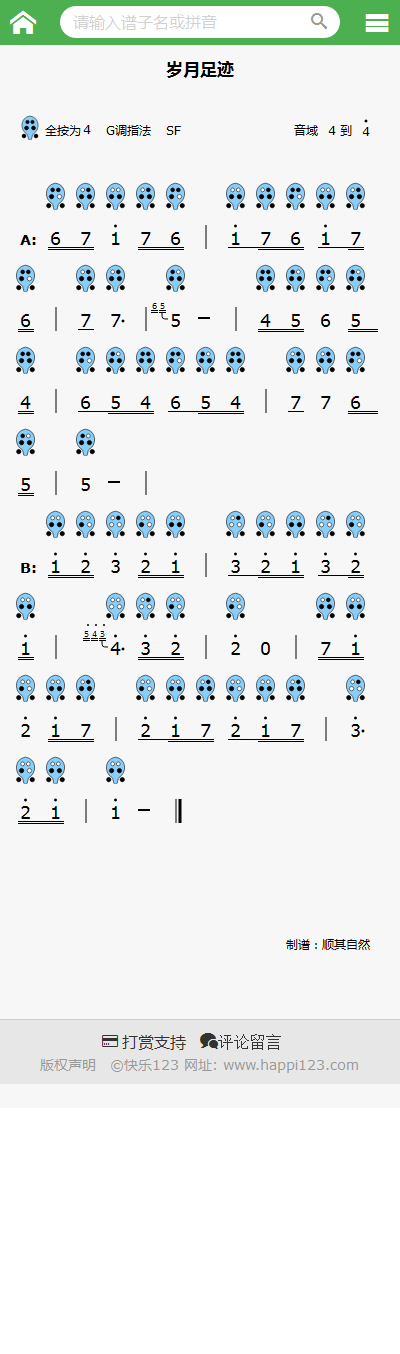 请输入谱子名或拼音
岁月足迹
全按为4 G调指法 SF 音域 4 到 4̇
A: 6 7 1̇ 7 6 | 1̇ 7 6 1̇ 7
6 | 7 7· | 65 5 – | 4 5 6 5
4 | 6 5 4 6 5 4 | 7 7 6
5 | 5 – |
B: 1̇ 2̇ 3̇ 2̇ 1̇ | 3̇ 2̇ 1̇ 3̇ 2̇
1̇ | 5̇4̇3̇ 4̇· 3̇ 2̇ | 2̇ 0 | 7 1̇
2̇ 1̇ 7 | 2̇ 1̇ 7 2̇ 1̇ 7 | 3̇·
2̇ 1̇ | 1̇ – ‖
制谱：顺其自然
打赏支持 评论留言
版权声明 ©快乐123 网址: www.happi123.com